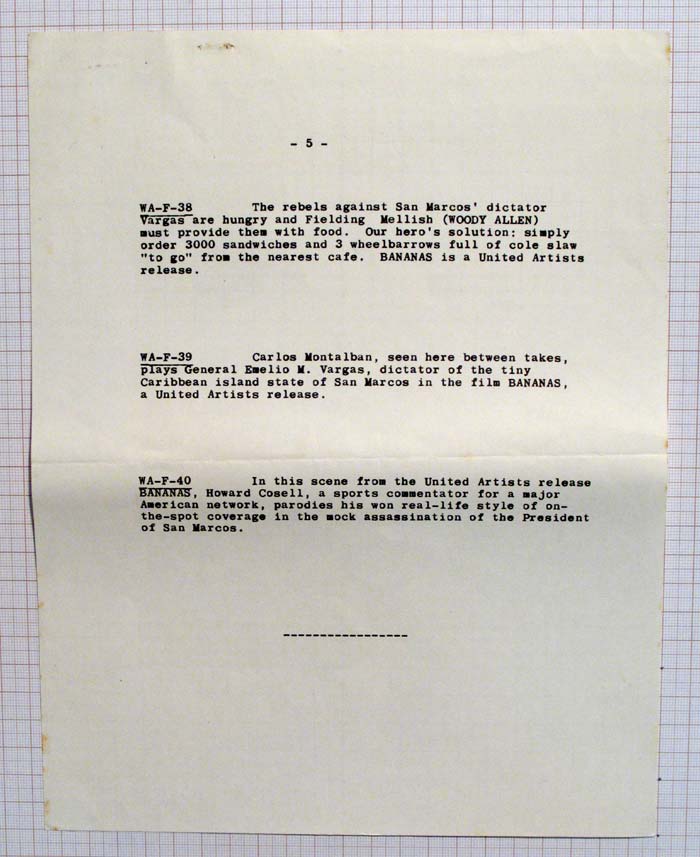 - 5 -
WA-F-38 The rebels against San Marcos' dictator
Vargas are hungry and Fielding Mellish (WOODY ALLEN)
must provide them with food. Our hero's solution: simply
order 3000 sandwiches and 3 wheelbarrows full of cole slaw
"to go" from the nearest cafe. BANANAS is a United Artists
release.
WA-F-39 Carlos Montalban, seen here between takes,
plays General Emelio M. Vargas, dictator of the tiny
Caribbean island state of San Marcos in the film BANANAS,
a United Artists release.
WA-F-40 In this scene from the United Artists release
BANANAS, Howard Cosell, a sports commentator for a major
American network, parodies his won real-life style of on-
the-spot coverage in the mock assassination of the President
of San Marcos.
-----------------